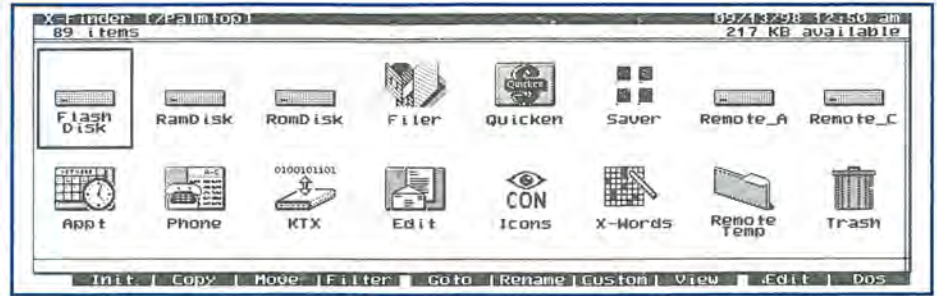 X-Finder [/Palmtop] 09/13/98 12:50 am
89 items 217 KB available
Quicken
Flash Disk RamDisk RomDisk Filer Quicken Saver Remote_A Remote_C
A-C
0100101101
CON
Appt Phone KTX Edit Icons X-Words Remote Temp Trash
Init Copy Move Filter Goto Rename Custom View Edit Dos